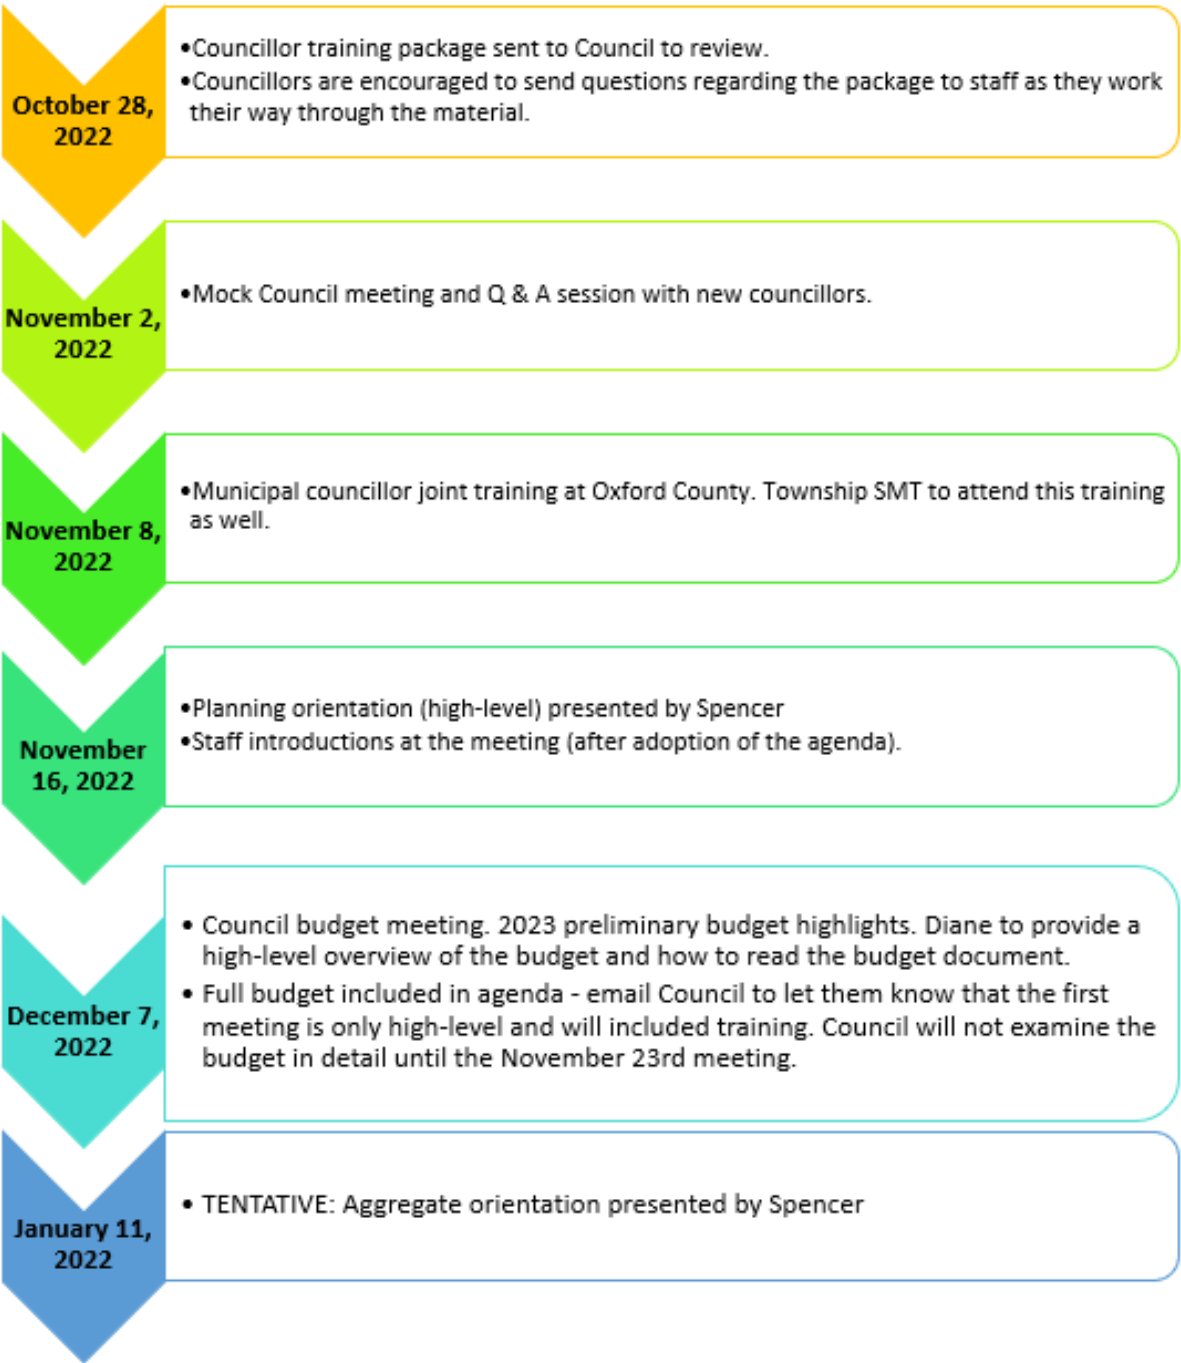 October 28,
2022
•Councillor training package sent to Council to review.
•Councillors are encouraged to send questions regarding the package to staff as they work
their way through the material.
November 2,
2022
•Mock Council meeting and Q & A session with new councillors.
November 8,
2022
•Municipal councillor joint training at Oxford County. Township SMT to attend this training
as well.
November
16, 2022
•Planning orientation (high-level) presented by Spencer
•Staff introductions at the meeting (after adoption of the agenda).
December 7,
2022
• Council budget meeting. 2023 preliminary budget highlights. Diane to provide a
high-level overview of the budget and how to read the budget document.
• Full budget included in agenda - email Council to let them know that the first
meeting is only high-level and will included training. Council will not examine the
budget in detail until the November 23rd meeting.
January 11,
2022
• TENTATIVE: Aggregate orientation presented by Spencer